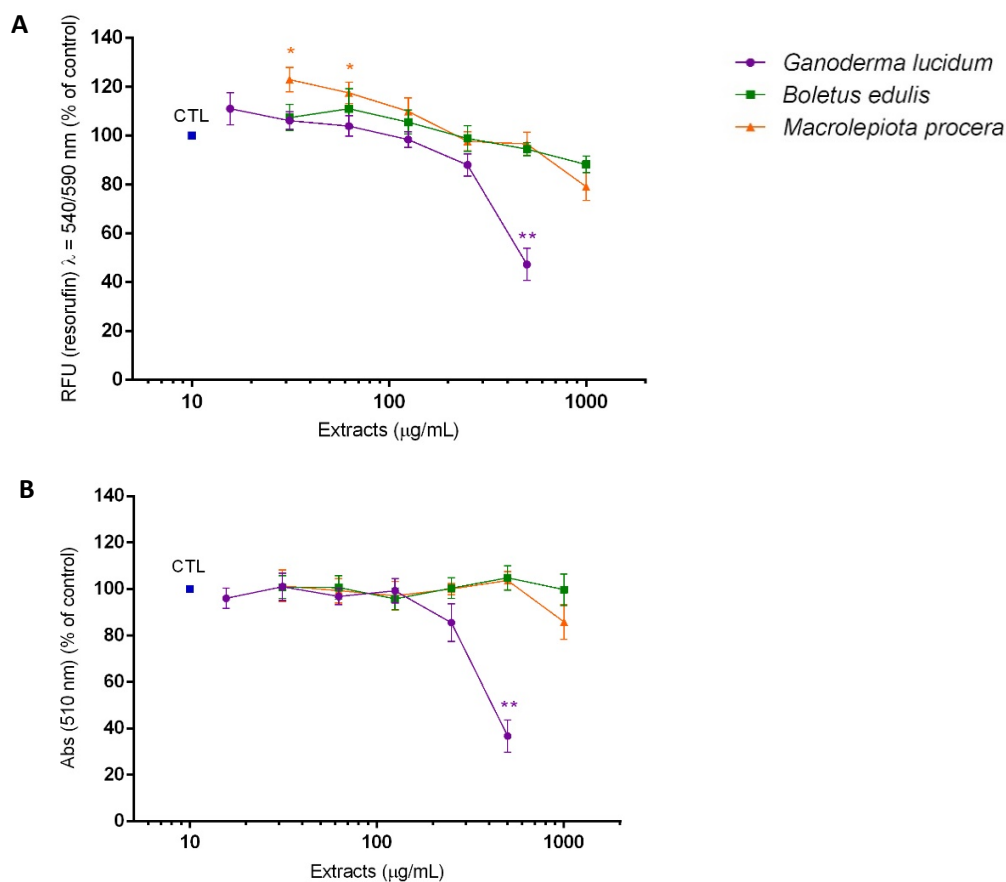 A
RFU (resorufin) λ = 540/590 nm (% of control)
140
120
100
80
60
40
20
0
CTL
*
*
**
10
100
1000
Extracts (μg/mL)
Ganoderma lucidum
Boletus edulis
Macrolepiota procera
B
Abs (510 nm) (% of control)
140
120
100
80
60
40
20
0
CTL
**
10
100
1000
Extracts (μg/mL)